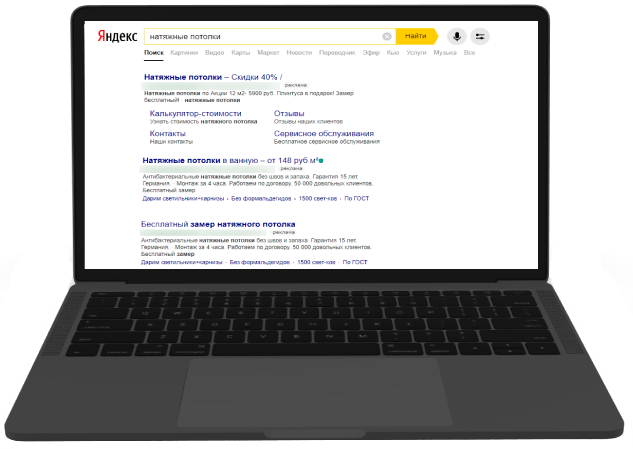 Яндекс
натяжные потолки
Найти
Поиск Картинки Видео Карты Маркет Новости Переводчик Эфир Кью Услуги Музыка Все
Натяжные потолки – Скидки 40% /
реклама
Натяжные потолки по Акции 12 м2- 5900 руб. Плинтуса в подарок! Замер
бесплатный! · натяжные потолки
Калькулятор-стоимости Отзывы
Узнать стоимость натяжного потолка Отзывы наших клиентов
Контакты Сервисное обслуживания
Наши контакты Бесплатное сервисное обслуживания
Натяжные потолки в ванную – от 148 руб м²
реклама
Антибактериальные натяжные потолки без швов и запаха. Гарантия 15 лет.
Германия. · Монтаж за 4 часа. Работаем по договору. 50 000 довольных клиентов.
Бесплатный замер
Дарим светильники+карнизы · Без формальдегидов · 1500 свет-ков · По ГОСТ
Бесплатный замер натяжного потолка
реклама
Антибактериальные натяжные потолки без швов и запаха. Гарантия 15 лет.
Германия. · Монтаж за 4 часа. Работаем по договору. 50 000 довольных клиентов.
Бесплатный замер
Дарим светильники+карнизы · Без формальдегидов · 1500 свет-ков · По ГОСТ